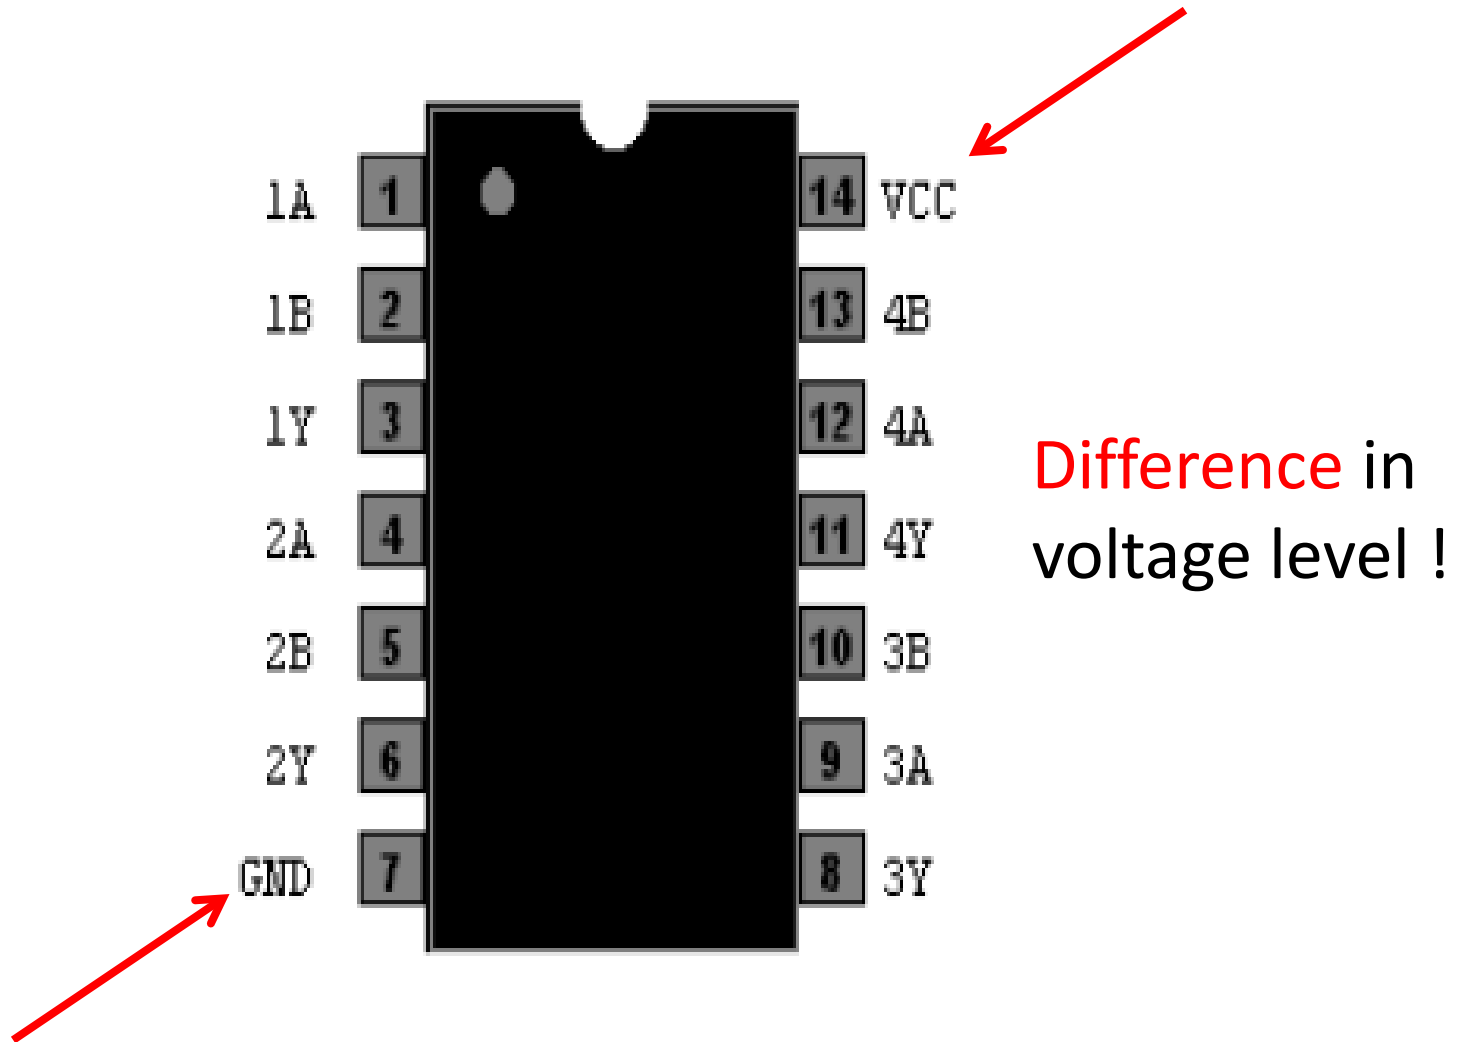 1A 1 14 VCC
1B 2 13 4B
1Y 3 12 4A
2A 4 11 4Y
2B 5 10 3B
2Y 6 9 3A
GND 7 8 3Y
Difference in
voltage level !